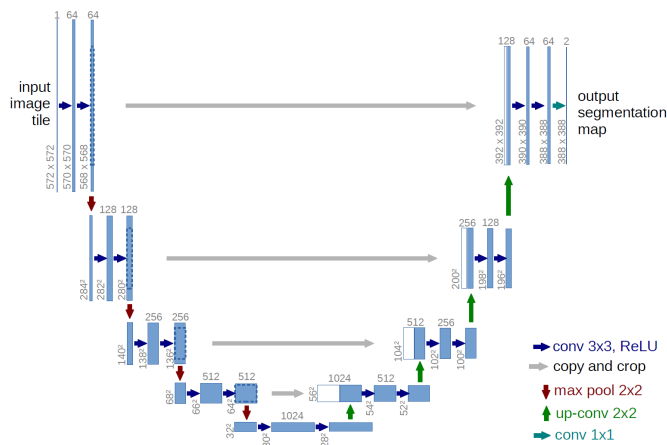 1 64 64
128 64 64 2
input
image
tile
output
segmentation
map
572 x 572
570 x 570
568 x 568
392 x 392
390 x 390
388 x 388
388 x 388
128 128
256 128
284²
282²
280²
200²
198²
196²
256 256
512 256
140²
138²
136²
104²
102²
100²
512 512
1024 512
68²
66²
64²
56²
54²
52²
1024
32²
30²
28²
conv 3x3, ReLU
copy and crop
max pool 2x2
up-conv 2x2
conv 1x1